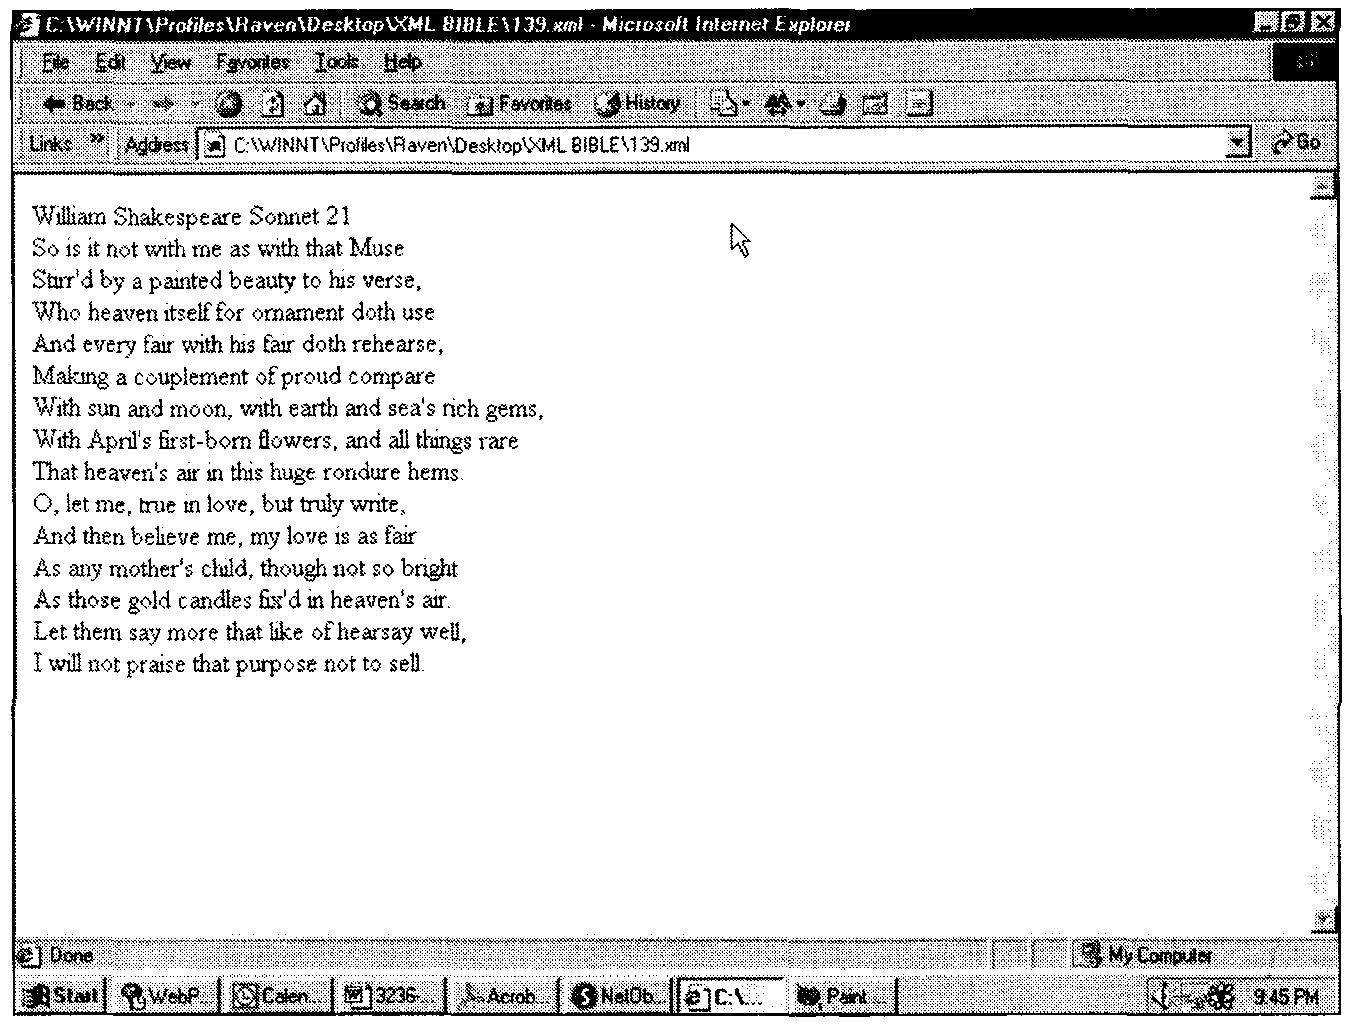 C:\WINNT\Profiles\Raven\Desktop\XML BIBLE\139.xml - Microsoft Internet Explorer
File Edit View Favorites Tools Help
Back Search Favorites History
Links » Address C:\WINNT\Profiles\Raven\Desktop\XML BIBLE\139.xml Go
William Shakespeare Sonnet 21
So is it not with me as with that Muse
Stirr'd by a painted beauty to his verse,
Who heaven itself for ornament doth use
And every fair with his fair doth rehearse;
Making a couplement of proud compare
With sun and moon, with earth and sea's rich gems,
With April's first-born flowers, and all things rare
That heaven's air in this huge rondure hems.
O, let me, true in love, but truly write,
And then believe me, my love is as fair
As any mother's child, though not so bright
As those gold candles fix'd in heaven's air.
Let them say more that like of hearsay well,
I will not praise that purpose not to sell.
Done My Computer
Start WebP... Calen... 3236-... Acrob... NetOb... C:\... Paint ... 9:45 PM